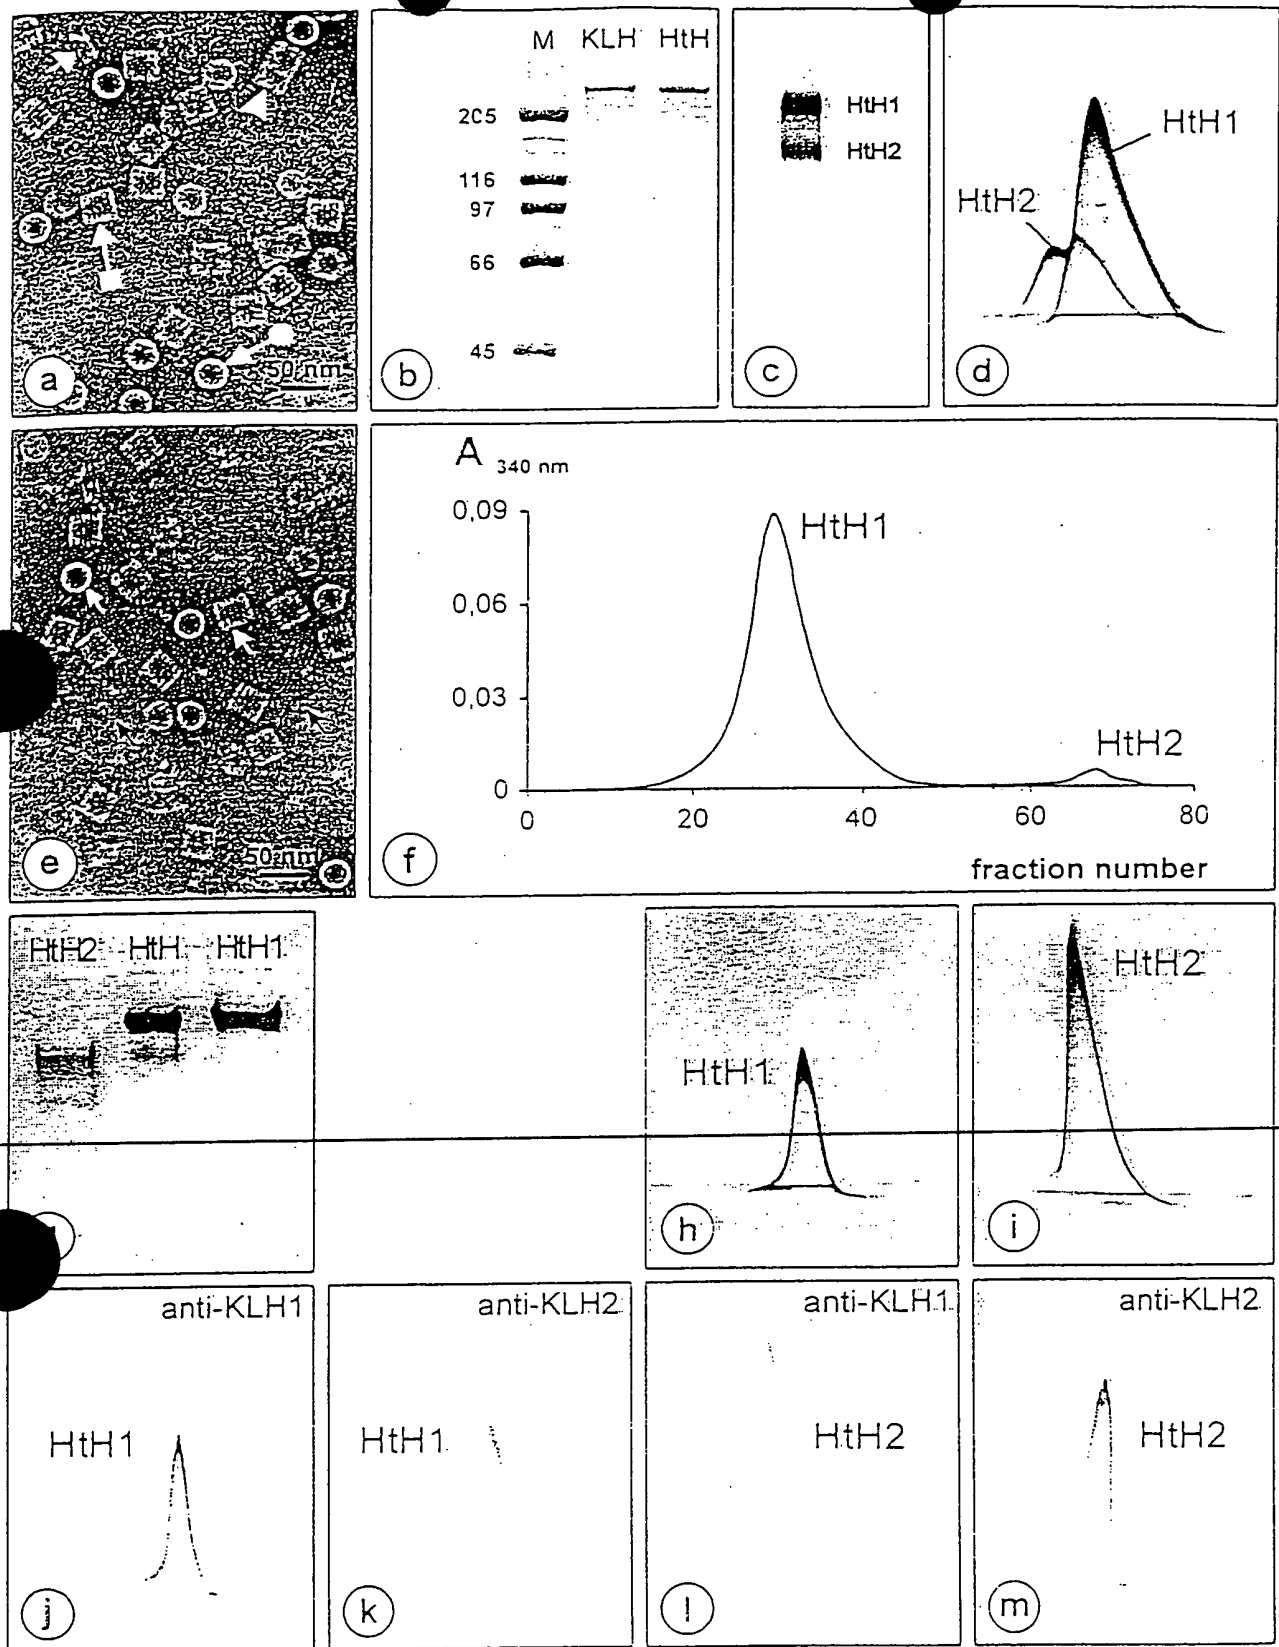 50 nm
a
M KLH HtH
205
116
97
66
45
b
HtH1
HtH2
c
HtH1
HtH2
d
50 nm
e
A 340 nm
0,09
0,06
0,03
0
HtH1
HtH2
0 20 40 60 80
fraction number
f
HtH2 HtH HtH1
HtH1
h
HtH2
i
anti-KLH1
HtH1
j
anti-KLH2
HtH1
k
anti-KLH1
HtH2
l
anti-KLH2
HtH2
m